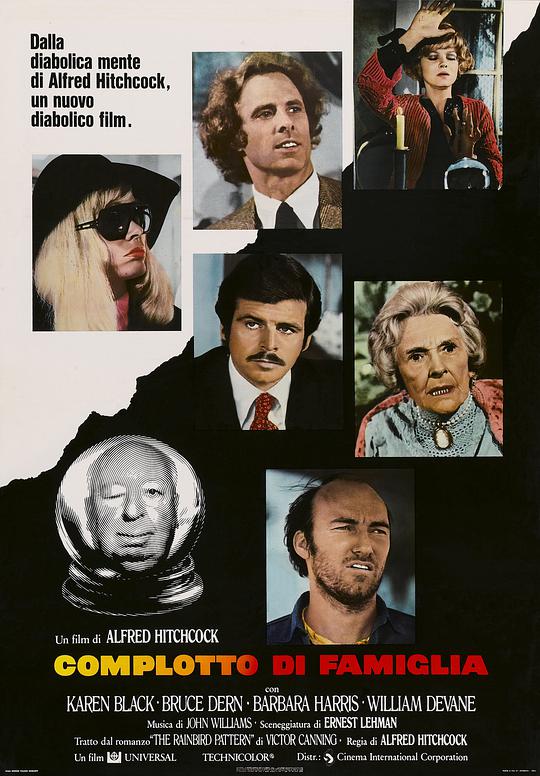 Dalla
diabolica mente
di Alfred Hitchcock,
un nuovo
diabolico film.
Un film di ALFRED HITCHCOCK
COMPLOTTO DI FAMIGLIA
con
KAREN BLACK · BRUCE DERN · BARBARA HARRIS · WILLIAM DEVANE
Musica di JOHN WILLIAMS · Sceneggiatura di ERNEST LEHMAN
Tratto dal romanzo "THE RAINBIRD PATTERN" di VICTOR CANNING · Regia di ALFRED HITCHCOCK
Un film UNIVERSAL TECHNICOLOR® Distr.: Cinema International Corporation